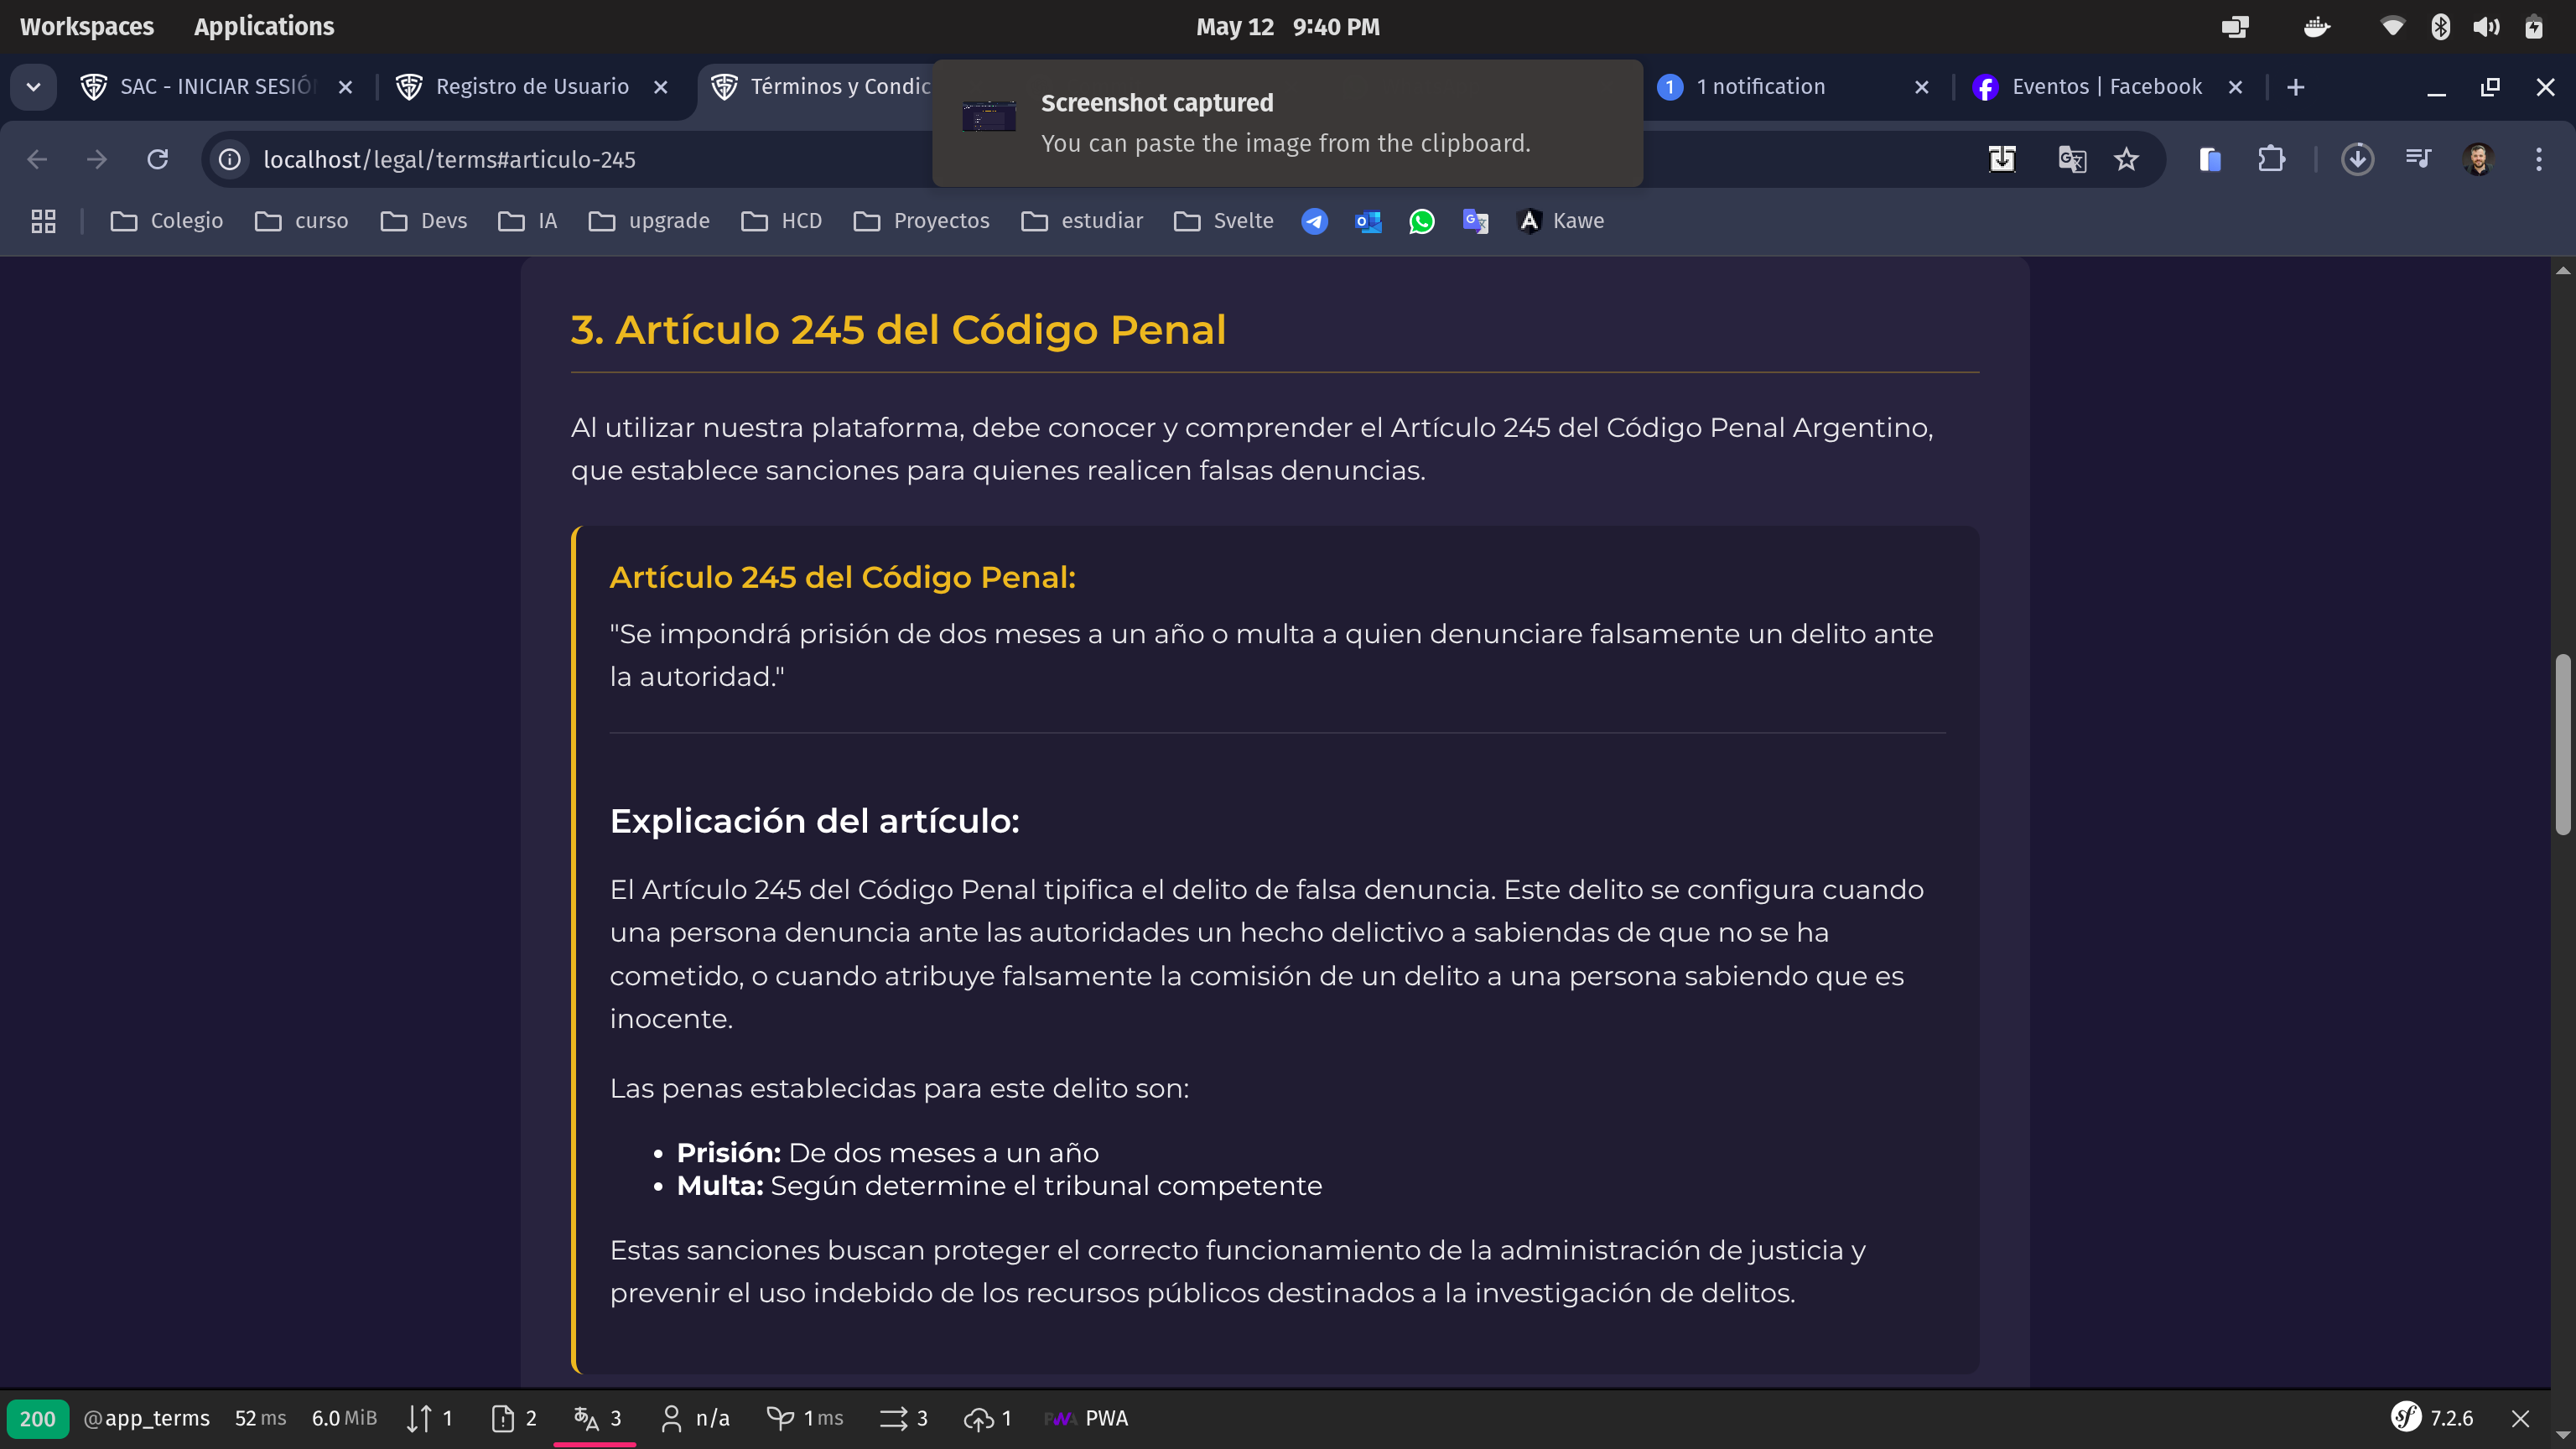 Workspaces Applications May 12 9:40 PM
SAC - INICIAR SESIÓ Registro de Usuario Términos y Condic 1 1 notification Eventos | Facebook
Screenshot captured
You can paste the image from the clipboard.
localhost/legal/terms#articulo-245
Colegio curso Devs IA upgrade HCD Proyectos estudiar Svelte Kawe
3. Artículo 245 del Código Penal
Al utilizar nuestra plataforma, debe conocer y comprender el Artículo 245 del Código Penal Argentino,
que establece sanciones para quienes realicen falsas denuncias.
Artículo 245 del Código Penal:
"Se impondrá prisión de dos meses a un año o multa a quien denunciare falsamente un delito ante
la autoridad."
Explicación del artículo:
El Artículo 245 del Código Penal tipifica el delito de falsa denuncia. Este delito se configura cuando
una persona denuncia ante las autoridades un hecho delictivo a sabiendas de que no se ha
cometido, o cuando atribuye falsamente la comisión de un delito a una persona sabiendo que es
inocente.
Las penas establecidas para este delito son:
• Prisión: De dos meses a un año
• Multa: Según determine el tribunal competente
Estas sanciones buscan proteger el correcto funcionamiento de la administración de justicia y
prevenir el uso indebido de los recursos públicos destinados a la investigación de delitos.
200 @app_terms 52 ms 6.0 MiB 1 2 3 n/a 1 ms 3 1 PWA PWA sf 7.2.6